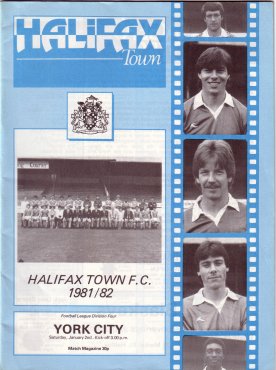 HALIFAX
Town
HALIFAX TOWN F.C.
1981/82
Football League Division Four
YORK CITY
Saturday, January 2nd - Kick-off 3.00 p.m.
Match Magazine 30p